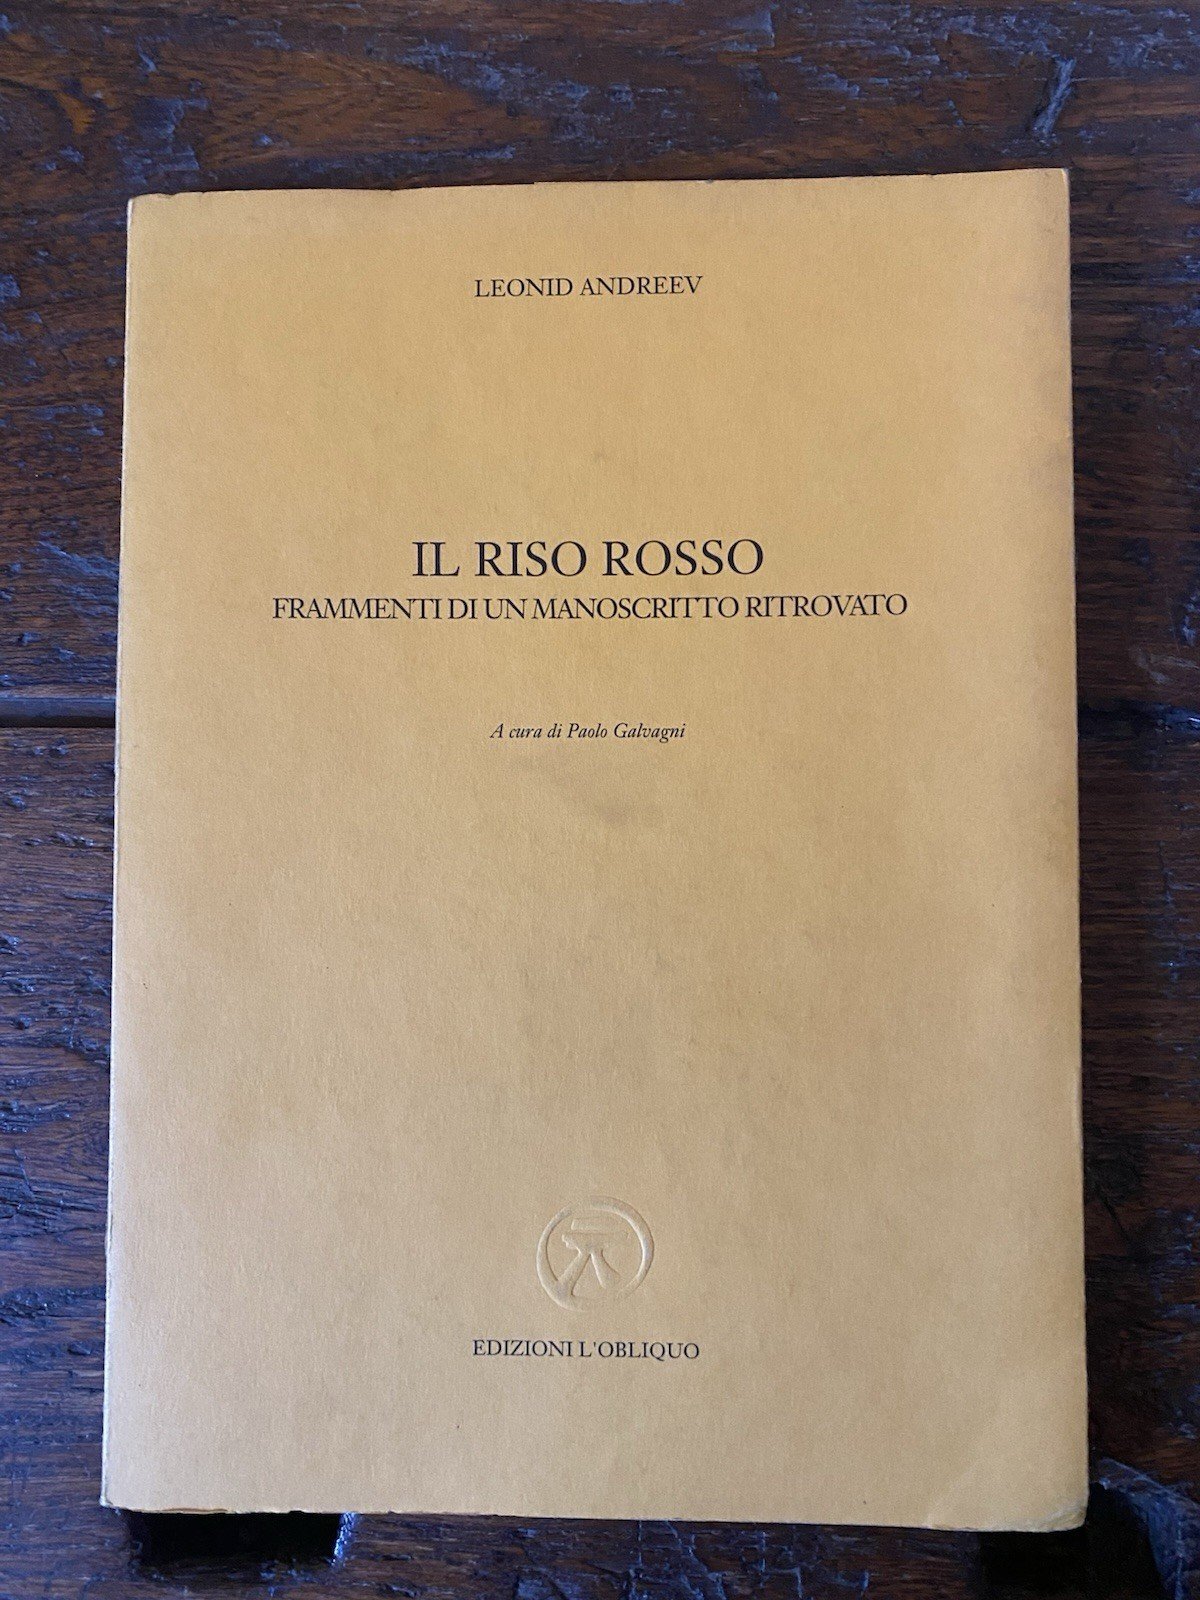 LEONID ANDREEV
IL RISO ROSSO
FRAMMENTI DI UN MANOSCRITTO RITROVATO
A cura di Paolo Galvagni
EDIZIONI L'OBLIQUO